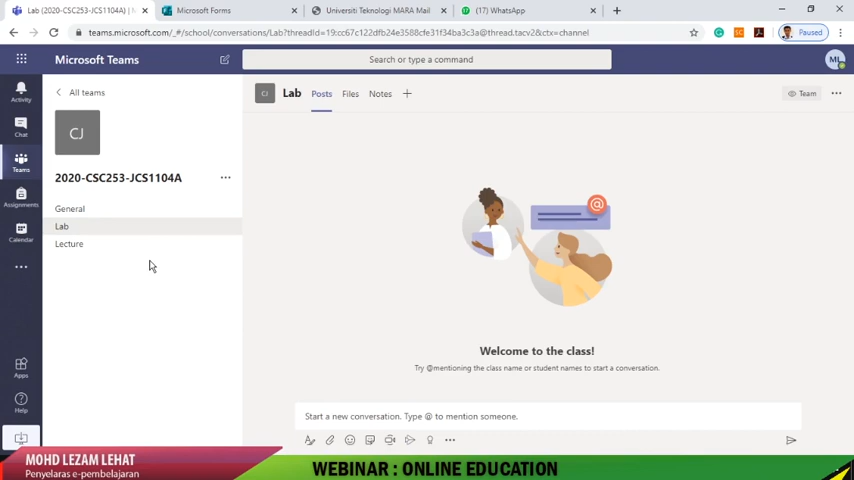 Lab (2020-CSC253-JCS1104A) | M
Microsoft Forms
Universiti Teknologi MARA Mail
(17) WhatsApp
teams.microsoft.com/_#/school/conversations/Lab?threadId=19:cc67c122dfb24e3588cfe31f34ba3c3a@thread.tacv2&ctx=channel
SC
Paused
Microsoft Teams
Search or type a command
ML
Activity
Chat
Teams
Assignments
Calendar
Apps
Help
All teams
CJ
2020-CSC253-JCS1104A
General
Lab
Lecture
CJ
Lab
Posts
Files
Notes
Team
@
Welcome to the class!
Try @mentioning the class name or student names to start a conversation.
Start a new conversation. Type @ to mention someone.
MOHD LEZAM LEHAT
Penyelaras e-pembelajaran
WEBINAR : ONLINE EDUCATION